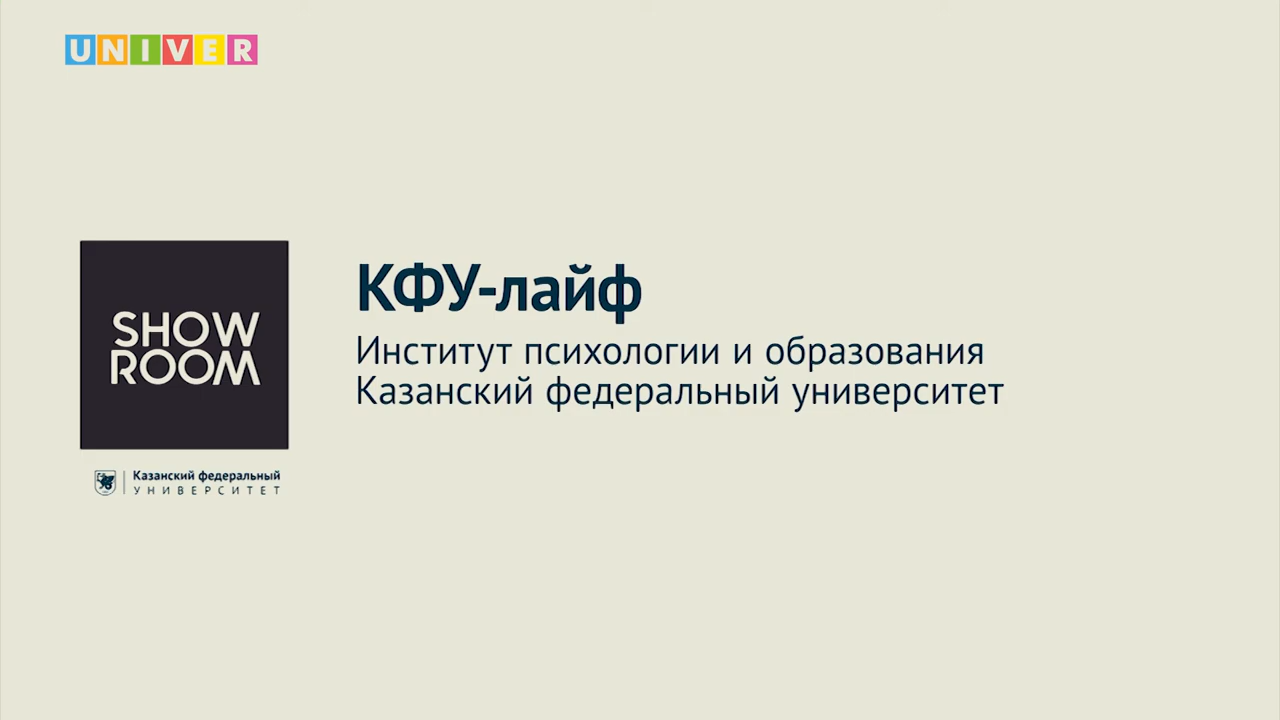 UNIVER
SHOW
ROOM
Казанский федеральный
УНИВЕРСИТЕТ
КФУ-лайф
Институт психологии и образования
Казанский федеральный университет